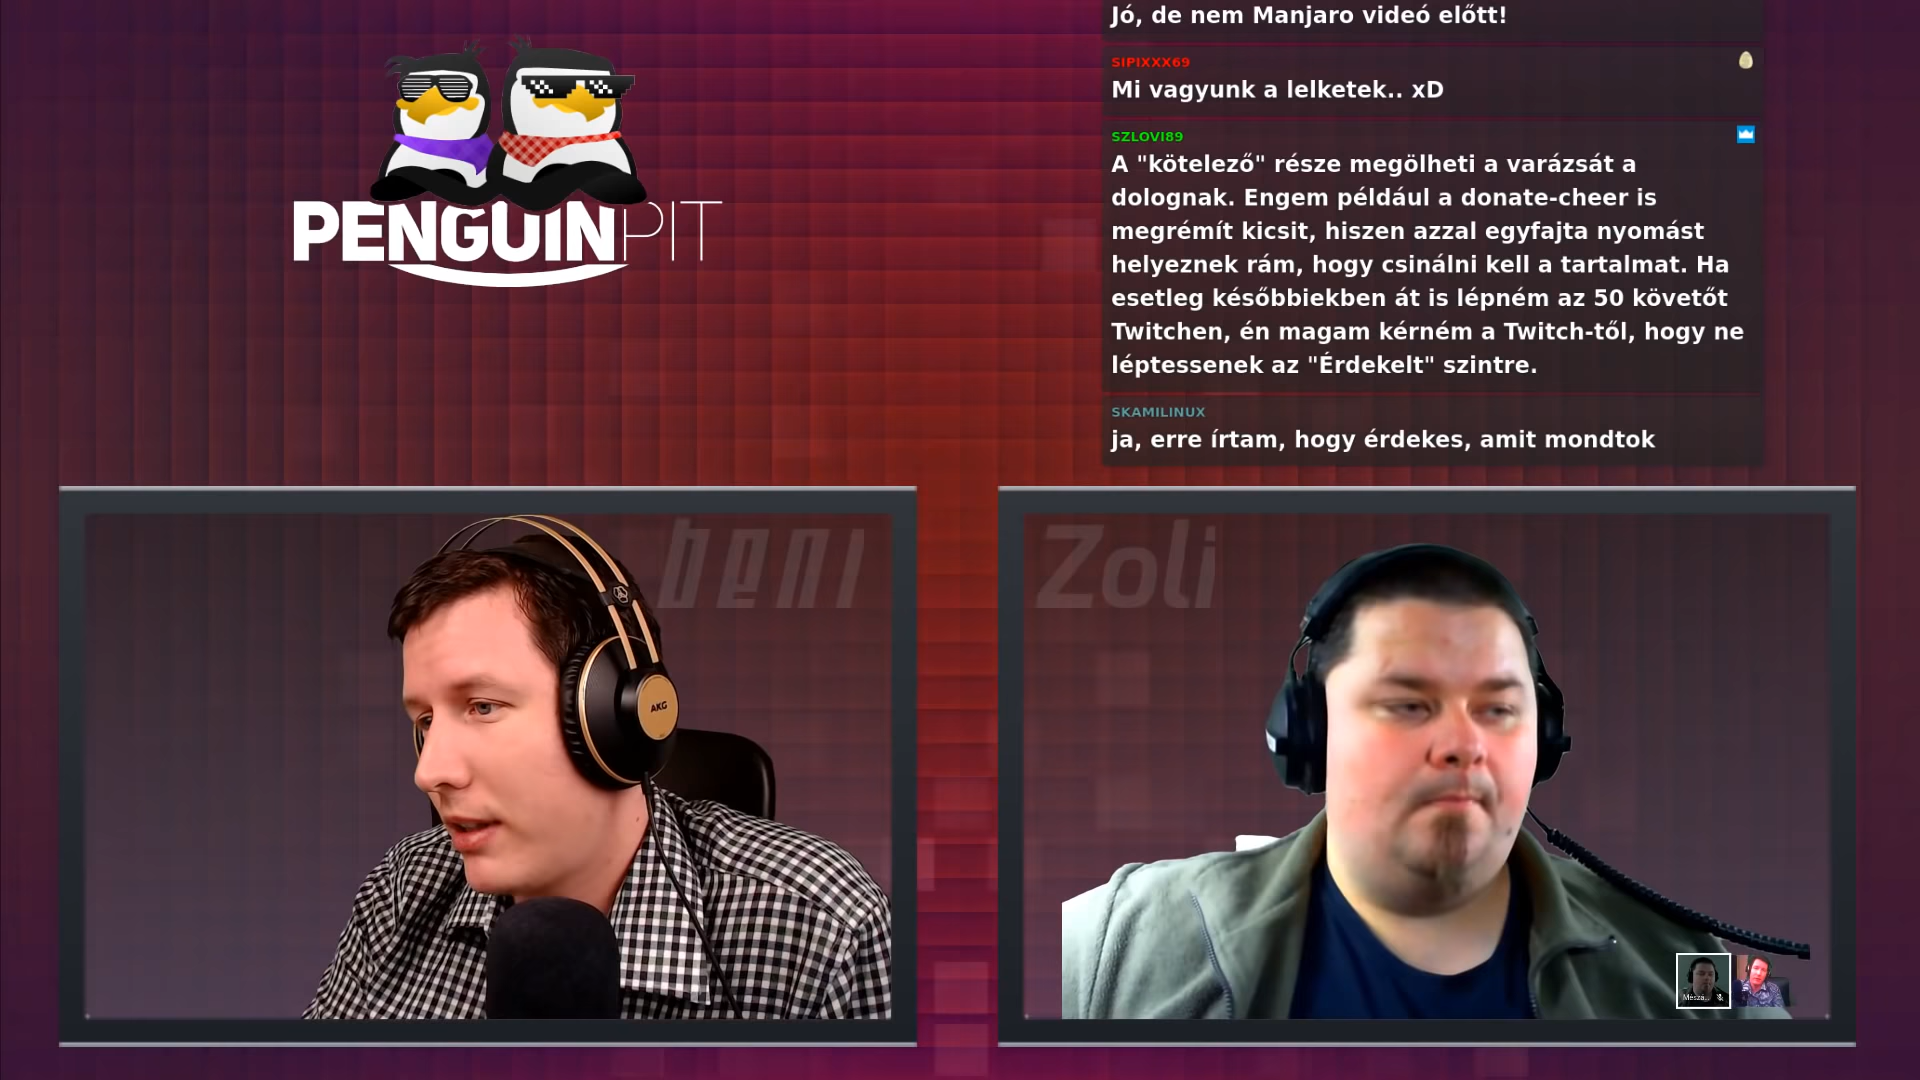 Jó, de nem Manjaro videó előtt!
SIPIXXX69
Mi vagyunk a lelketek.. xD
SZLOVI89
A "kötelező" része megölheti a varázsát a
dolognak. Engem például a donate-cheer is
megrémít kicsit, hiszen azzal egyfajta nyomást
helyeznek rám, hogy csinálni kell a tartalmat. Ha
esetleg későbbiekben át is lépném az 50 követőt
Twitchen, én magam kérném a Twitch-től, hogy ne
léptessenek az "Érdekelt" szintre.
SKAMILINUX
ja, erre írtam, hogy érdekes, amit mondtok
PENGUINPIT
beni
Zoli
AKG
Mésza...